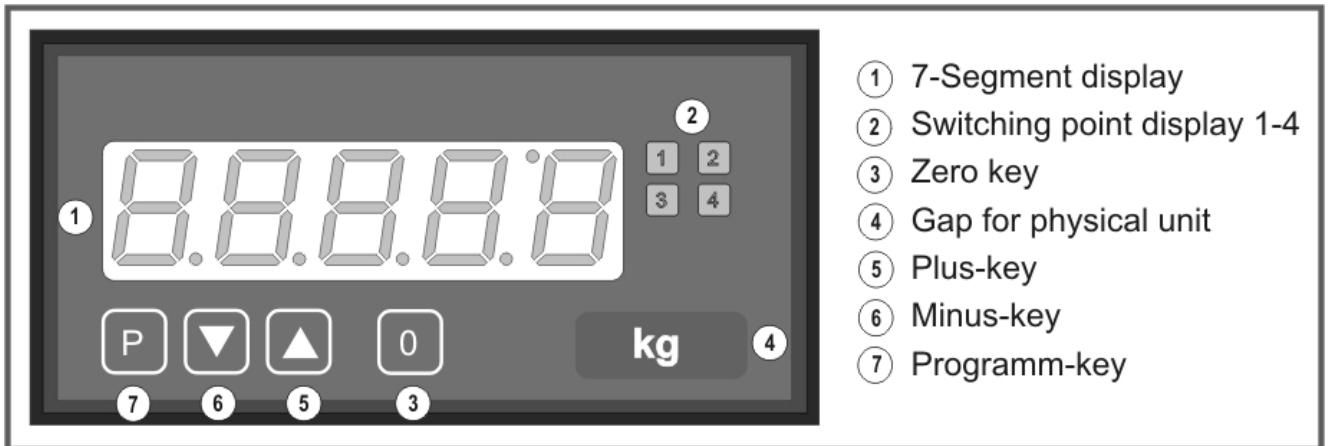 2
1 2
3 4
1
P 0 kg 4
7 6 5 3
1 7-Segment display
2 Switching point display 1-4
3 Zero key
4 Gap for physical unit
5 Plus-key
6 Minus-key
7 Programm-key